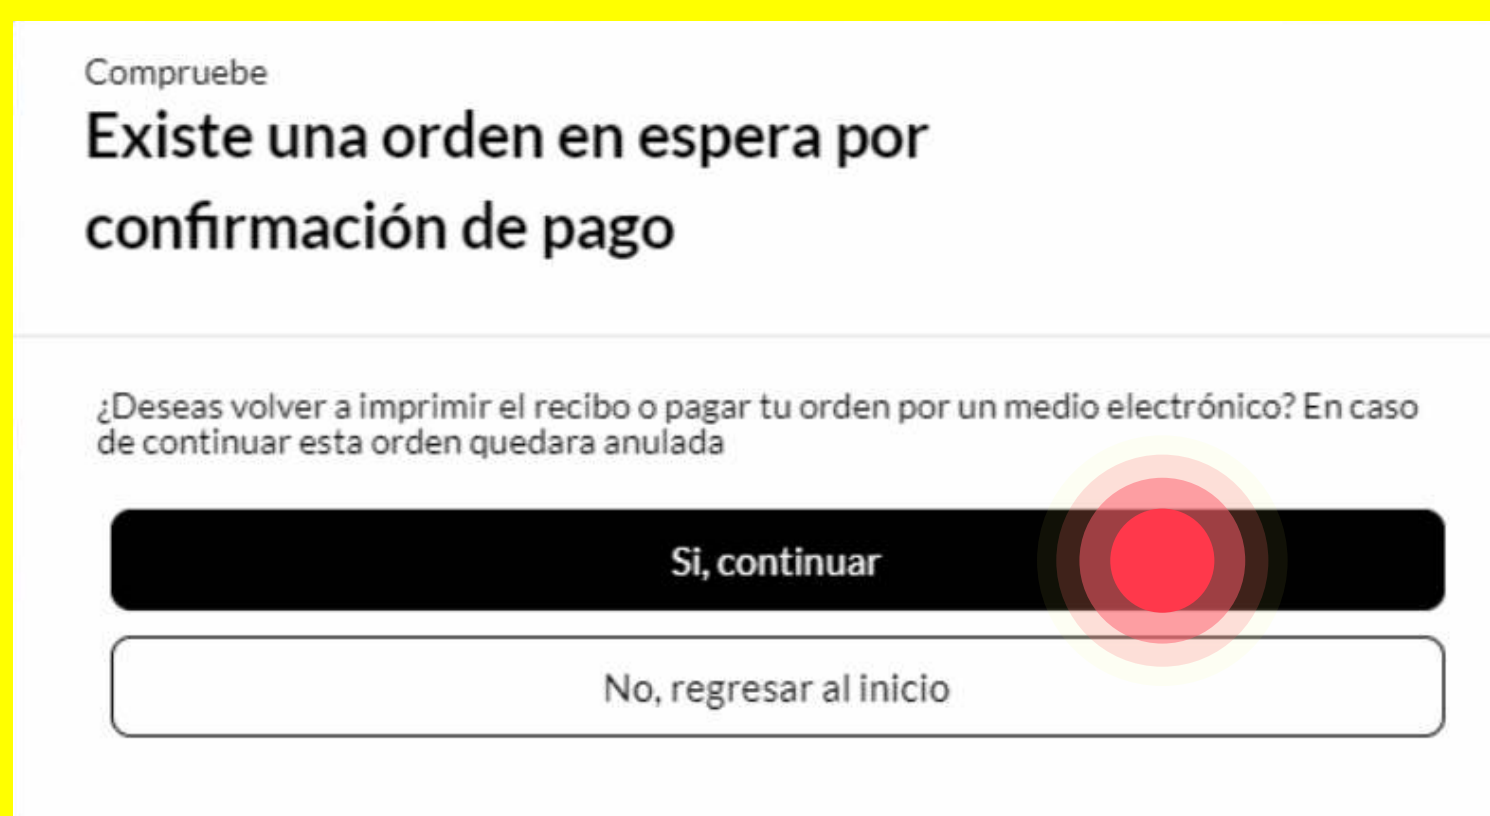 Compruebe
Existe una orden en espera por
confirmación de pago
¿Deseas volver a imprimir el recibo o pagar tu orden por un medio electrónico? En caso
de continuar esta orden quedara anulada
Si, continuar
No, regresar al inicio